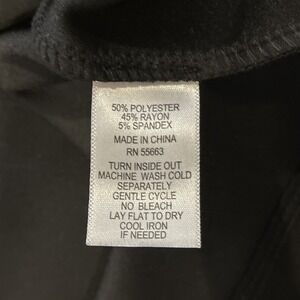 50% POLYESTER
45% RAYON
5% SPANDEX
MADE IN CHINA
RN 55663
TURN INSIDE OUT
MACHINE WASH COLD
SEPARATELY
GENTLE CYCLE
NO BLEACH
LAY FLAT TO DRY
COOL IRON
IF NEEDED